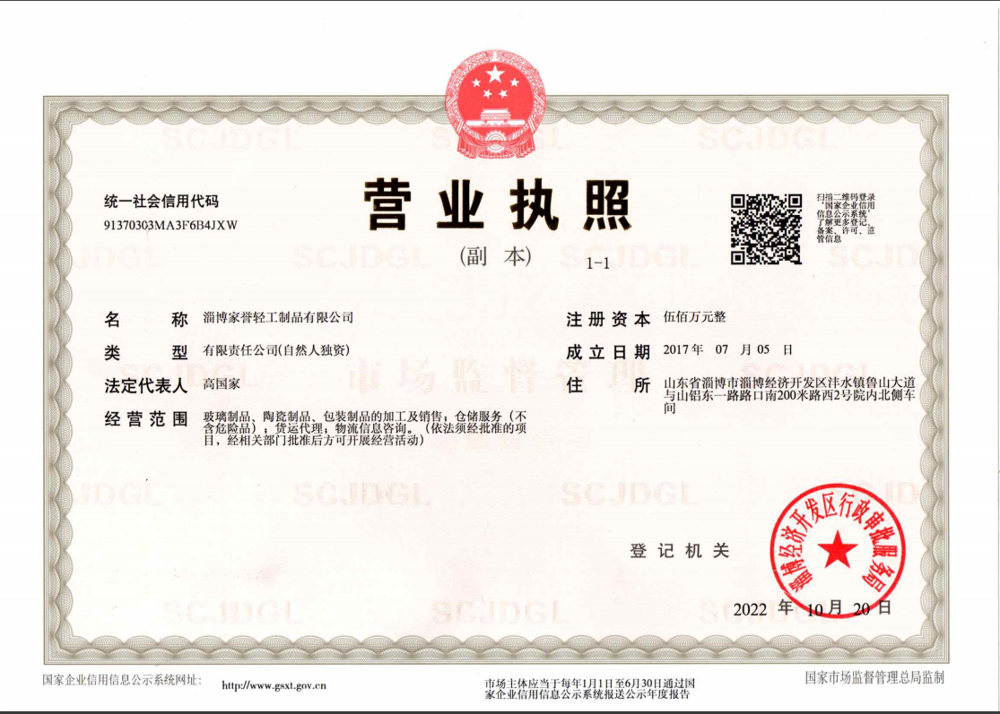 统一社会信用代码
91370303MA3F6B4JXW
营业执照
(副 本)
1-1
扫描二维码登录
‘国家企业信用
信息公示系统’
了解更多登记、
备案、许可、监
管信息
名 称 淄博家誉轻工制品有限公司
类 型 有限责任公司(自然人独资)
法定代表人 高国家
经营范围 玻璃制品、陶瓷制品、包装制品的加工及销售；仓储服务（不
含危险品）；货运代理；物流信息咨询。（依法须经批准的项
目，经相关部门批准后方可开展经营活动）
注册资本 伍佰万元整
成立日期 2017年 07 月 05 日
住 所 山东省淄博市淄博经济开发区沣水镇鲁山大道
与山铝东一路路口南200米路西2号院内北侧车
间
登记机关
淄博经济开发区行政审批服务局
2022 年 10 月 20 日
国家企业信用信息公示系统网址：
http://www.gsxt.gov.cn
市场主体应当于每年1月1日至6月30日通过国
家企业信用信息公示系统报送公示年度报告
国家市场监督管理总局监制
SCJDGL
市场监督管理